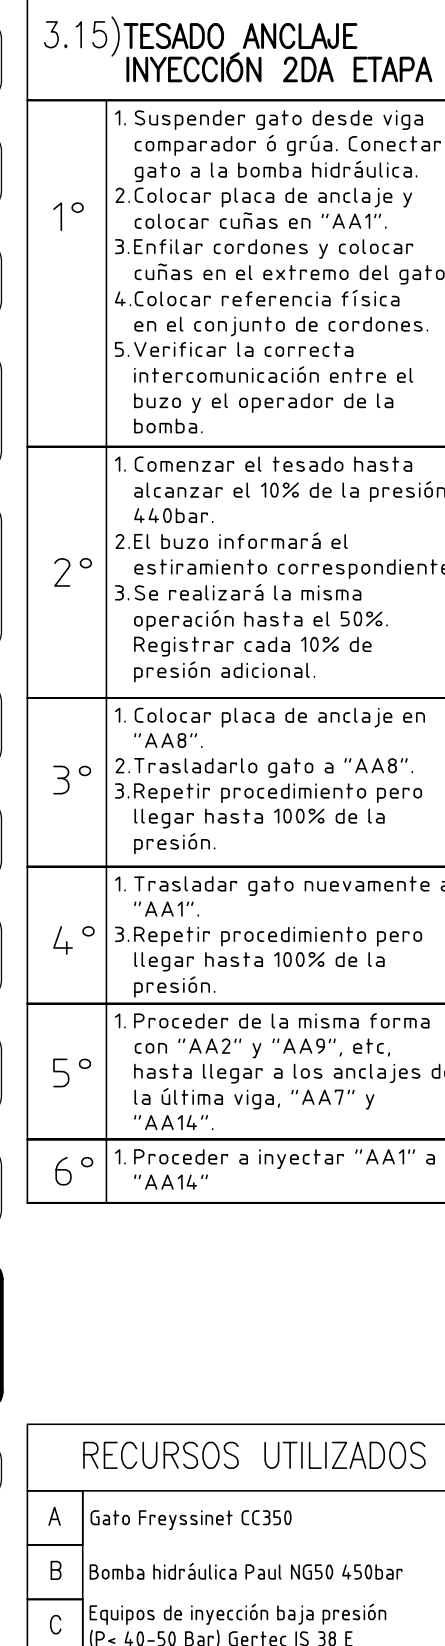 3.15) TESADO ANCLAJE
INYECCIÓN 2DA ETAPA
1°
1. Suspender gato desde viga
comparador ó grúa. Conectar
gato a la bomba hidráulica.
2.Colocar placa de anclaje y
colocar cuñas en "AA1".
3.Enfilar cordones y colocar
cuñas en el extremo del gato
4.Colocar referencia física
en el conjunto de cordones.
5.Verificar la correcta
intercomunicación entre el
buzo y el operador de la
bomba.
2°
1. Comenzar el tesado hasta
alcanzar el 10% de la presión
440bar.
2.El buzo informará el
estiramiento correspondiente
3.Se realizará la misma
operación hasta el 50%.
Registrar cada 10% de
presión adicional.
3°
1. Colocar placa de anclaje en
"AA8".
2.Trasladarlo gato a "AA8".
3.Repetir procedimiento pero
llegar hasta 100% de la
presión.
4°
1. Trasladar gato nuevamente a
"AA1".
3.Repetir procedimiento pero
llegar hasta 100% de la
presión.
5°
1. Proceder de la misma forma
con "AA2" y "AA9", etc,
hasta llegar a los anclajes de
la última viga, "AA7" y
"AA14".
6°
1. Proceder a inyectar "AA1" a
"AA14"
RECURSOS UTILIZADOS
A Gato Freyssinet CC350
B Bomba hidráulica Paul NG50 450bar
C Equipos de inyección baja presión
(P< 40-50 Bar) Gertec IS 38 E